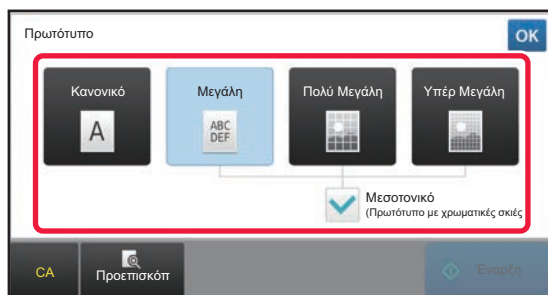 Πρωτότυπο
OK
Κανονικό
Μεγάλη
Πολύ Μεγάλη
Υπέρ Μεγάλη
A
ABC
DEF
Μεσοτονικό
(Πρωτότυπο με χρωματικές σκιές
CA
Προεπισκόπ
Έναρξη